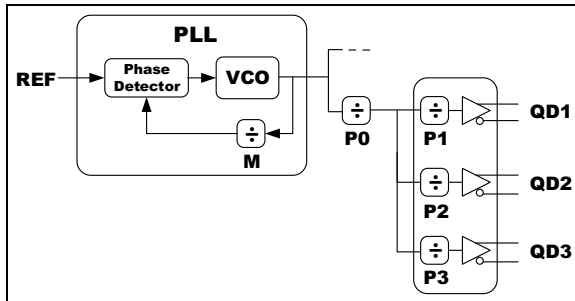 PLL
REF
Phase
Detector
VCO
÷
M
÷
P0
÷
P1
QD1
÷
P2
QD2
÷
P3
QD3